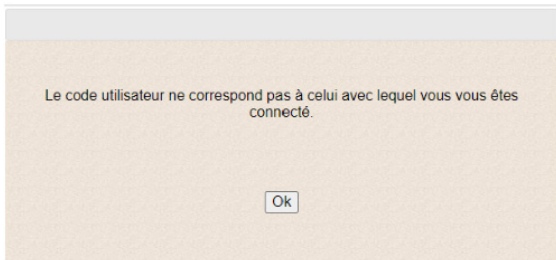 Le code utilisateur ne correspond pas à celui avec lequel vous vous êtes
connecté.
Ok